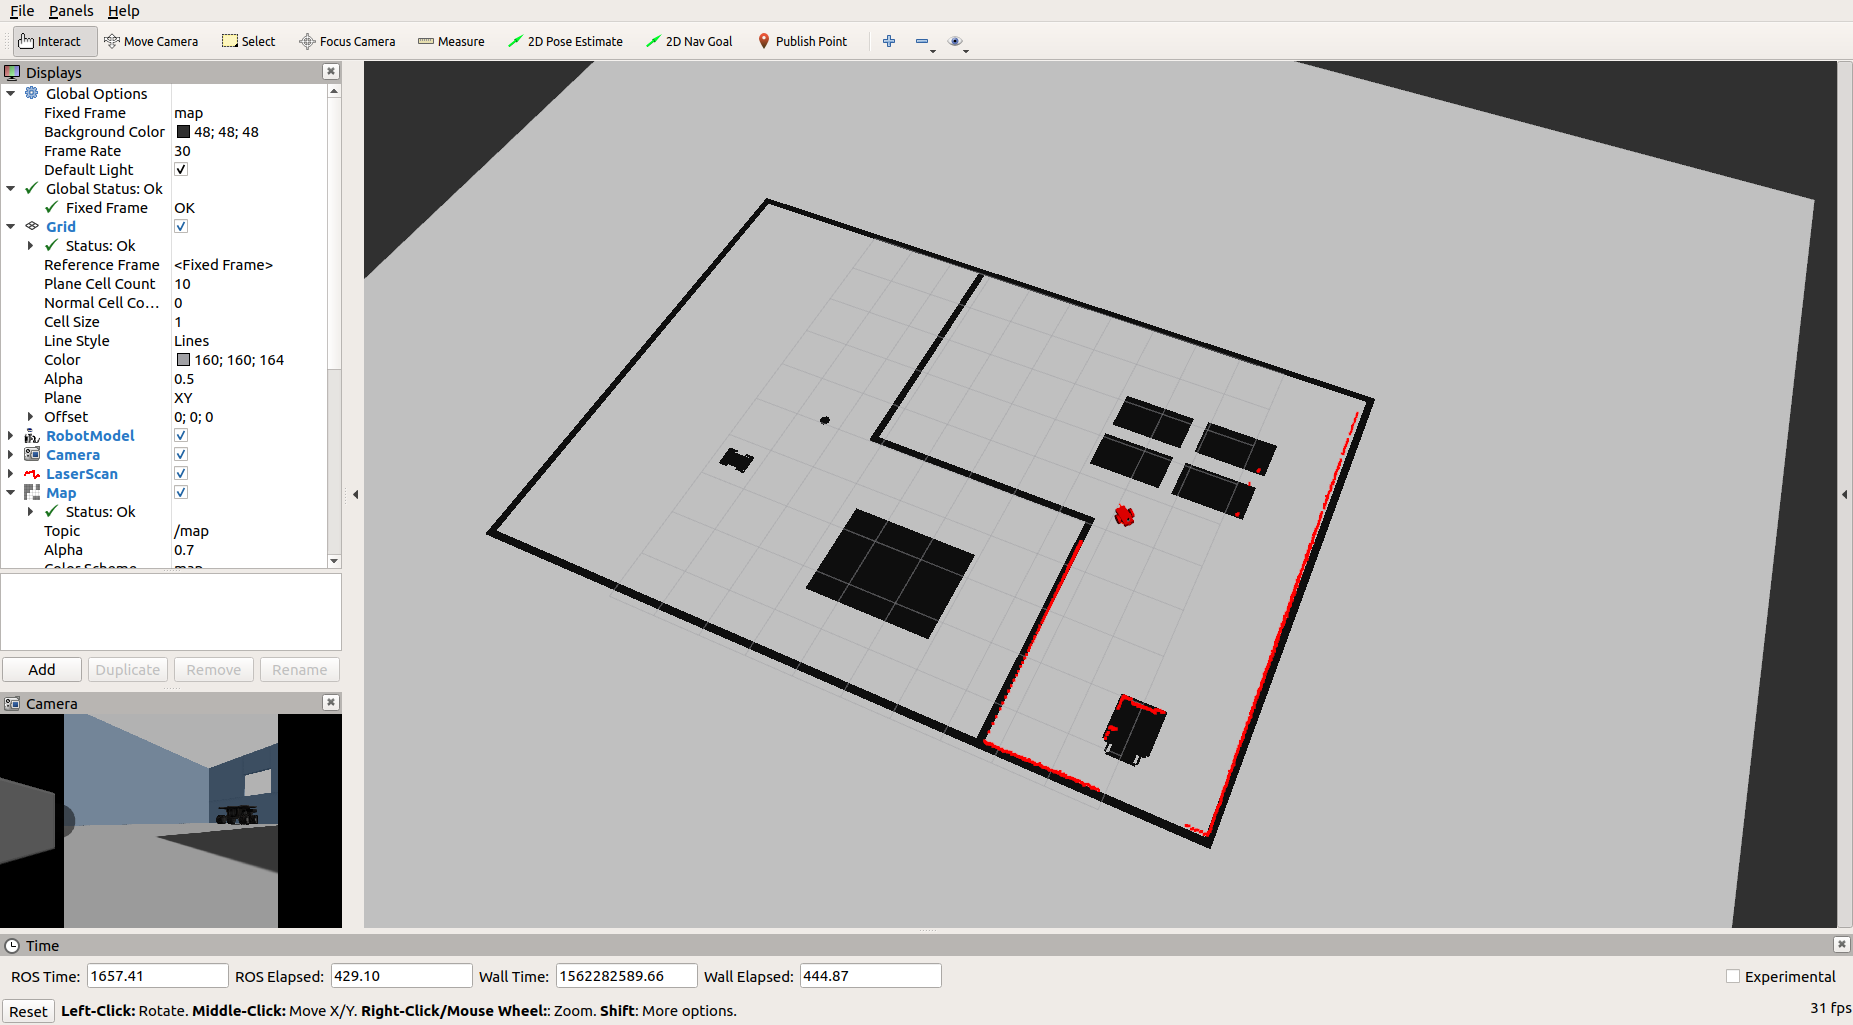 File Panels Help
Interact Move Camera Select Focus Camera Measure 2D Pose Estimate 2D Nav Goal Publish Point
Displays
Global Options
Fixed Frame map
Background Color 48; 48; 48
Frame Rate 30
Default Light
Global Status: Ok
Fixed Frame OK
Grid
Status: Ok
Reference Frame <Fixed Frame>
Plane Cell Count 10
Normal Cell Co... 0
Cell Size 1
Line Style Lines
Color 160; 160; 164
Alpha 0.5
Plane XY
Offset 0; 0; 0
RobotModel
Camera
LaserScan
Map
Status: Ok
Topic /map
Alpha 0.7
Color Scheme map
Add Duplicate Remove Rename
Camera
Time
ROS Time: 1657.41 ROS Elapsed: 429.10 Wall Time: 1562282589.66 Wall Elapsed: 444.87 Experimental
Reset Left-Click: Rotate. Middle-Click: Move X/Y. Right-Click/Mouse Wheel:: Zoom. Shift: More options. 31 fps